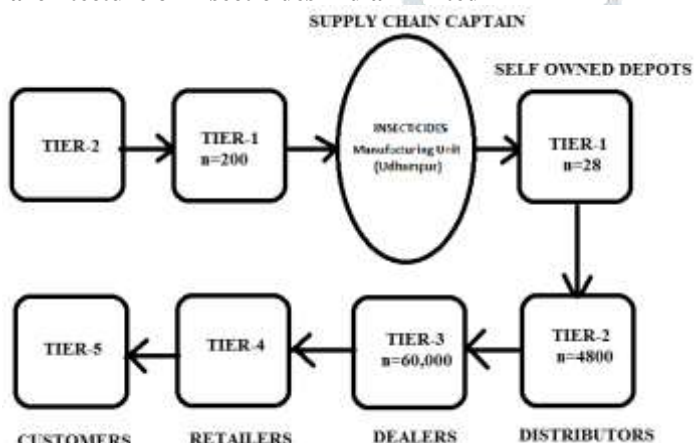 SUPPLY CHAIN CAPTAIN
SELF OWNED DEPOTS
TIER-2
TIER-1
n=200
INSECTICIDES
Manufacturing Unit
(Udhampur)
TIER-1
n=28
TIER-5
TIER-4
TIER-3
n=60,000
TIER-2
n=4800
CUSTOMERS
RETAILERS
DEALERS
DISTRIBUTORS